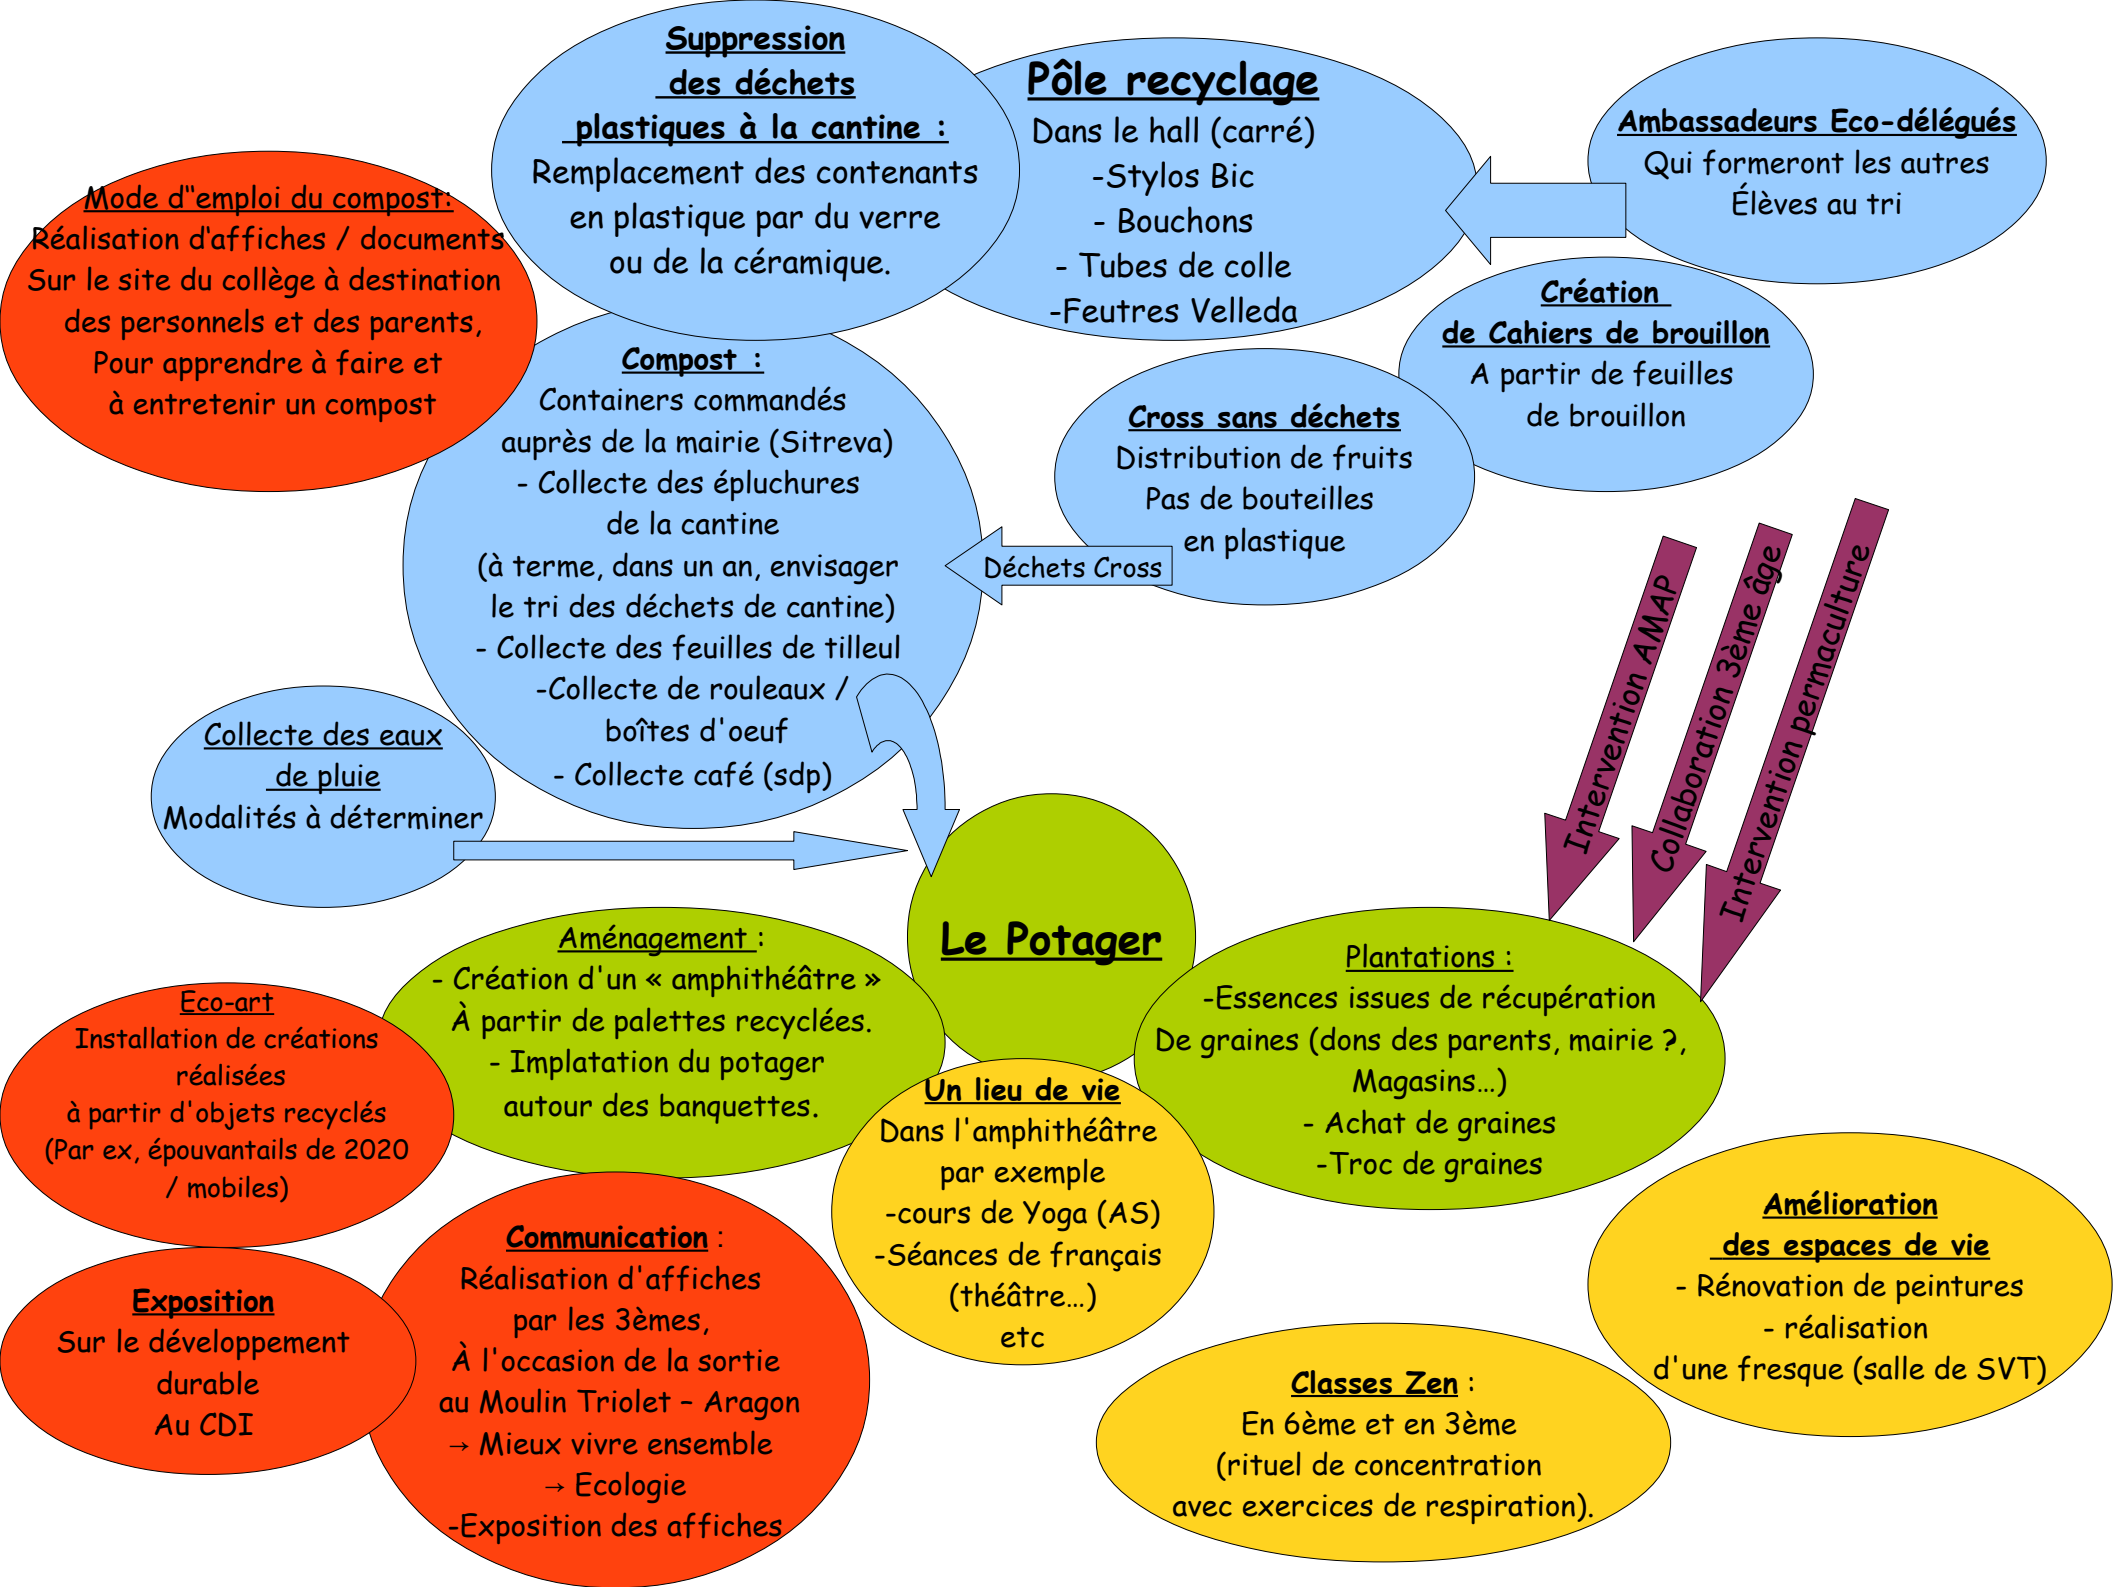 Suppression
des déchets
plastiques à la cantine :
Remplacement des contenants
en plastique par du verre
ou de la céramique.
Pôle recyclage
Dans le hall (carré)
-Stylos Bic
- Bouchons
- Tubes de colle
-Feutres Velleda
Ambassadeurs Eco-délégués
Qui formeront les autres
Élèves au tri
Mode d"emploi du compost:
Réalisation d'affiches / documents
Sur le site du collège à destination
des personnels et des parents,
Pour apprendre à faire et
à entretenir un compost
Création
de Cahiers de brouillon
A partir de feuilles
de brouillon
Compost :
Containers commandés
auprès de la mairie (Sitreva)
- Collecte des épluchures
de la cantine
(à terme, dans un an, envisager
le tri des déchets de cantine)
- Collecte des feuilles de tilleul
-Collecte de rouleaux /
boîtes d'oeuf
- Collecte café (sdp)
Cross sans déchets
Distribution de fruits
Pas de bouteilles
en plastique
Déchets Cross
Intervention AMAP
Collaboration 3ème âge
Intervention permaculture
Collecte des eaux
de pluie
Modalités à déterminer
Le Potager
Aménagement :
- Création d'un « amphithéâtre »
À partir de palettes recyclées.
- Implatation du potager
autour des banquettes.
Plantations :
-Essences issues de récupération
De graines (dons des parents, mairie ?,
Magasins…)
- Achat de graines
-Troc de graines
Eco-art
Installation de créations
réalisées
à partir d'objets recyclés
(Par ex, épouvantails de 2020
/ mobiles)
Un lieu de vie
Dans l'amphithéâtre
par exemple
-cours de Yoga (AS)
-Séances de français
(théâtre…)
etc
Amélioration
des espaces de vie
- Rénovation de peintures
- réalisation
d'une fresque (salle de SVT)
Communication :
Réalisation d'affiches
par les 3èmes,
À l'occasion de la sortie
au Moulin Triolet – Aragon
→ Mieux vivre ensemble
→ Ecologie
-Exposition des affiches
Exposition
Sur le développement
durable
Au CDI
Classes Zen :
En 6ème et en 3ème
(rituel de concentration
avec exercices de respiration).